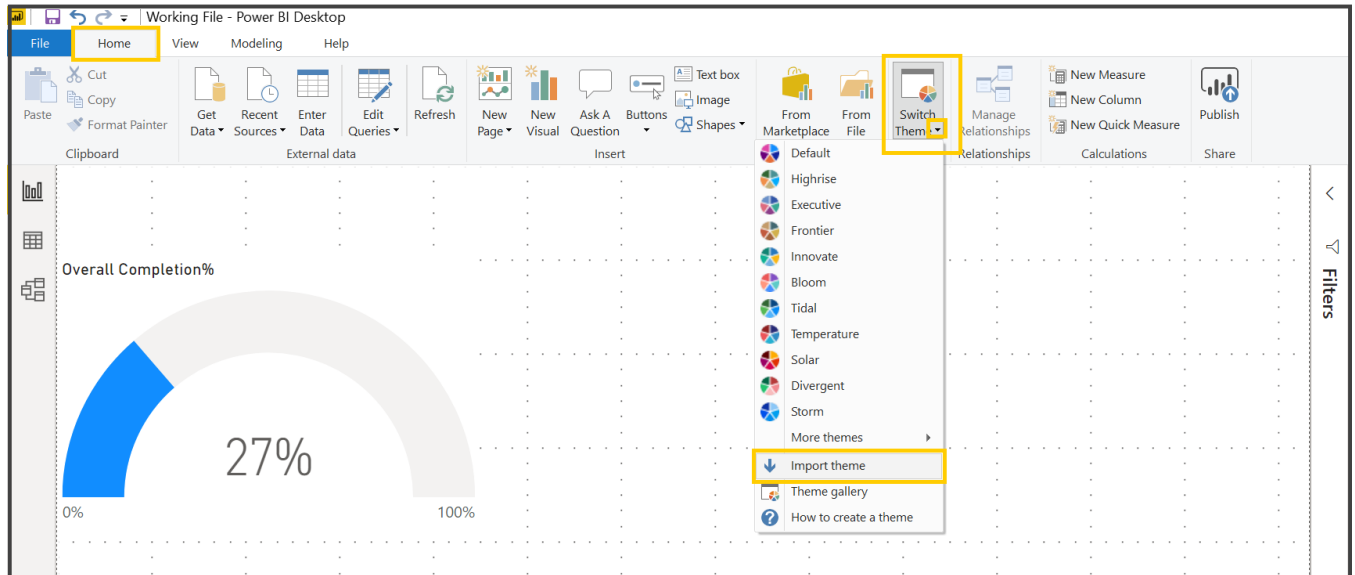 Working File - Power BI Desktop
File Home View Modeling Help
Paste
Cut
Copy
Format Painter
Clipboard
Get Data
Recent Sources
Enter Data
Edit Queries
External data
Refresh
New Page
New Visual
Ask A Question
Buttons
Text box
Image
Shapes
Insert
From Marketplace
From File
Switch Theme
Manage Relationships
Relationships
New Measure
New Column
New Quick Measure
Calculations
Publish
Share
Default
Highrise
Executive
Frontier
Innovate
Bloom
Tidal
Temperature
Solar
Divergent
Storm
More themes
Import theme
Theme gallery
How to create a theme
Overall Completion%
27%
0% 100%
Filters